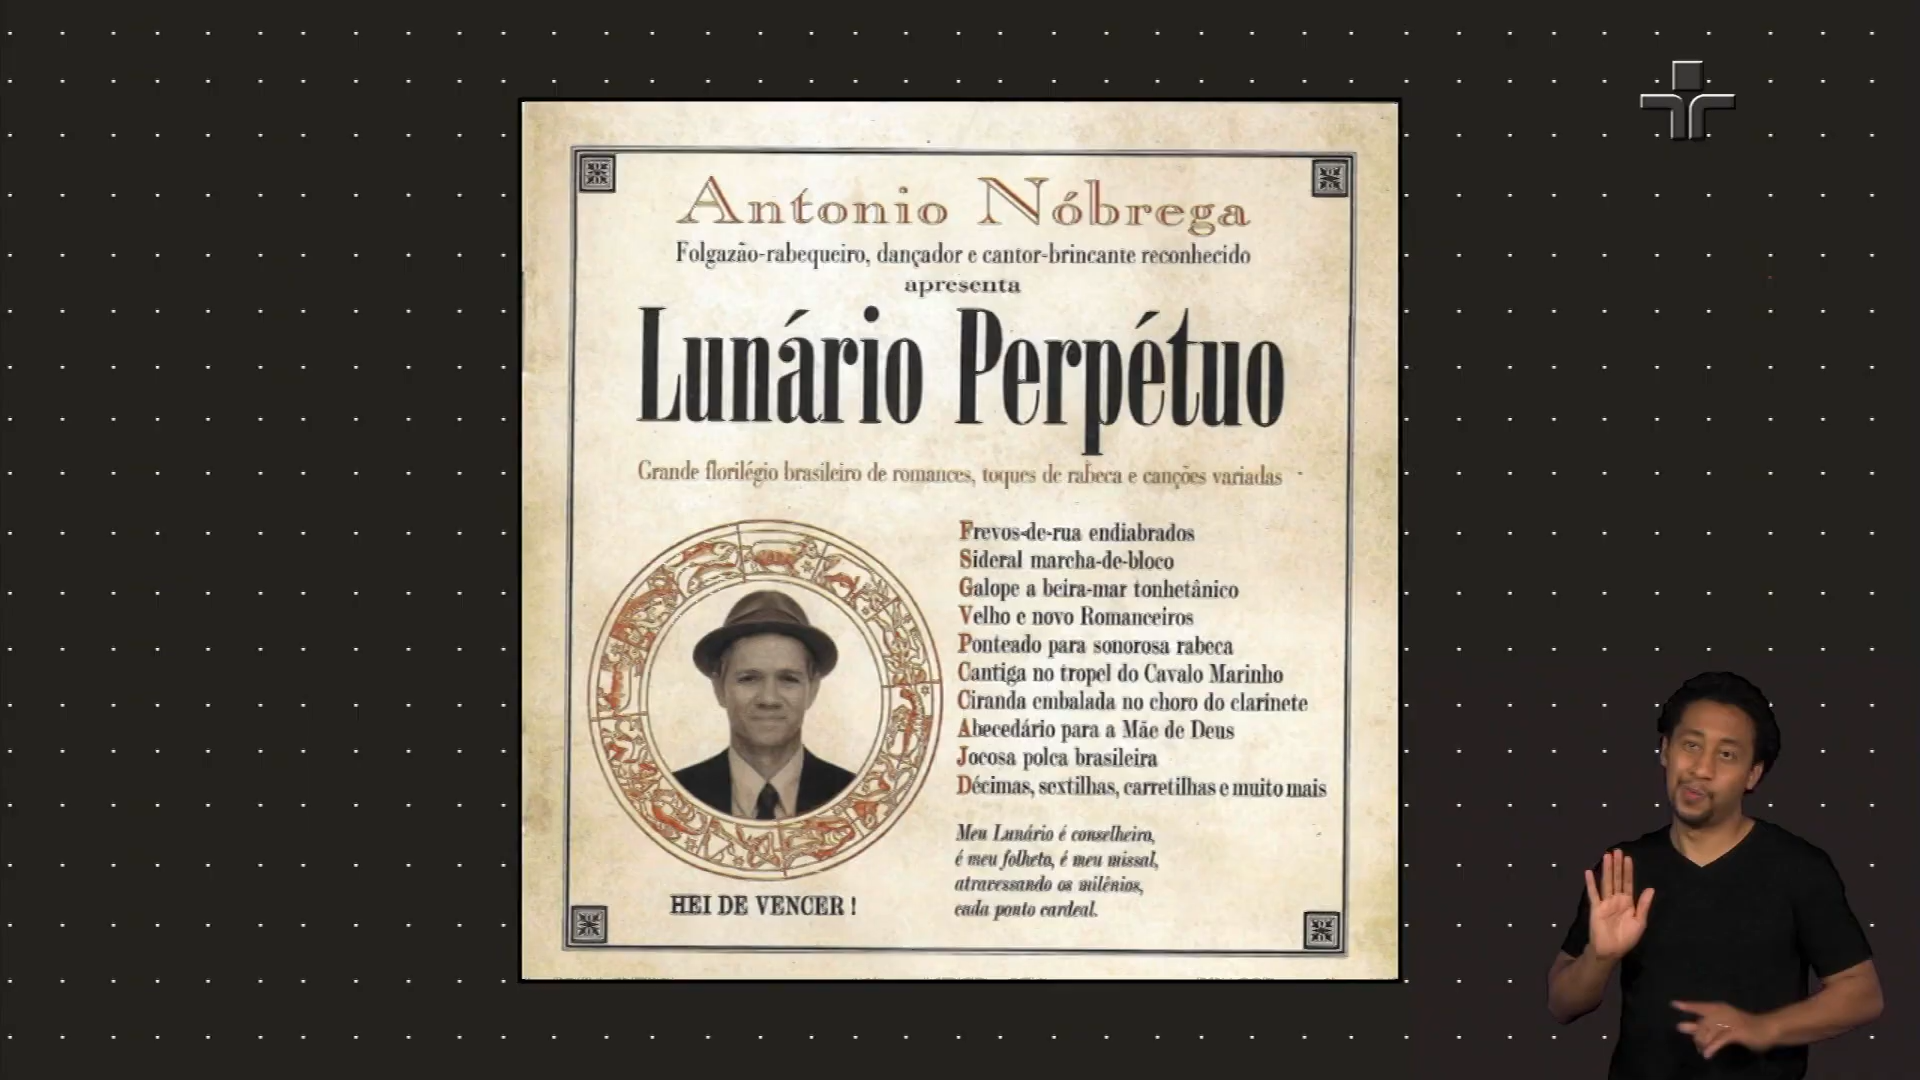 Antonio Nóbrega
Folgazão-rabequeiro, dançador e cantor-brincante reconhecido
apresenta
Lunário Perpétuo
Grande florilégio brasileiro de romances, toques de rabeca e canções variadas
Frevos-de-rua endiabrados
Sideral marcha-de-bloco
Galope a beira-mar tonhetânico
Velho e novo Romanceiros
Ponteado para sonorosa rabeca
Cantiga no tropel do Cavalo Marinho
Ciranda embalada no choro do clarinete
Abecedário para a Mãe de Deus
Jocosa polca brasileira
Décimas, sextilhas, carretilhas e muito mais
Meu Lunário é conselheiro,
é meu folheto, é meu missal,
atravessando os milênios,
cada ponto cardeal.
HEI DE VENCER !